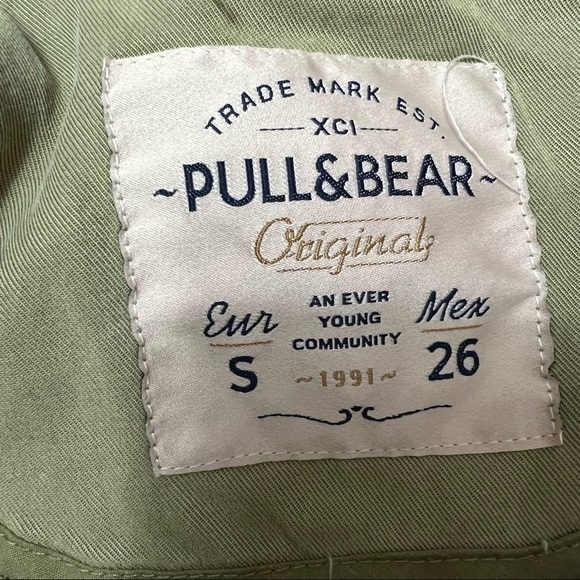 TRADE MARK EST.
XCI
~PULL&BEAR~
Original
Eur AN EVER YOUNG COMMUNITY Mex
S ~1991~ 26